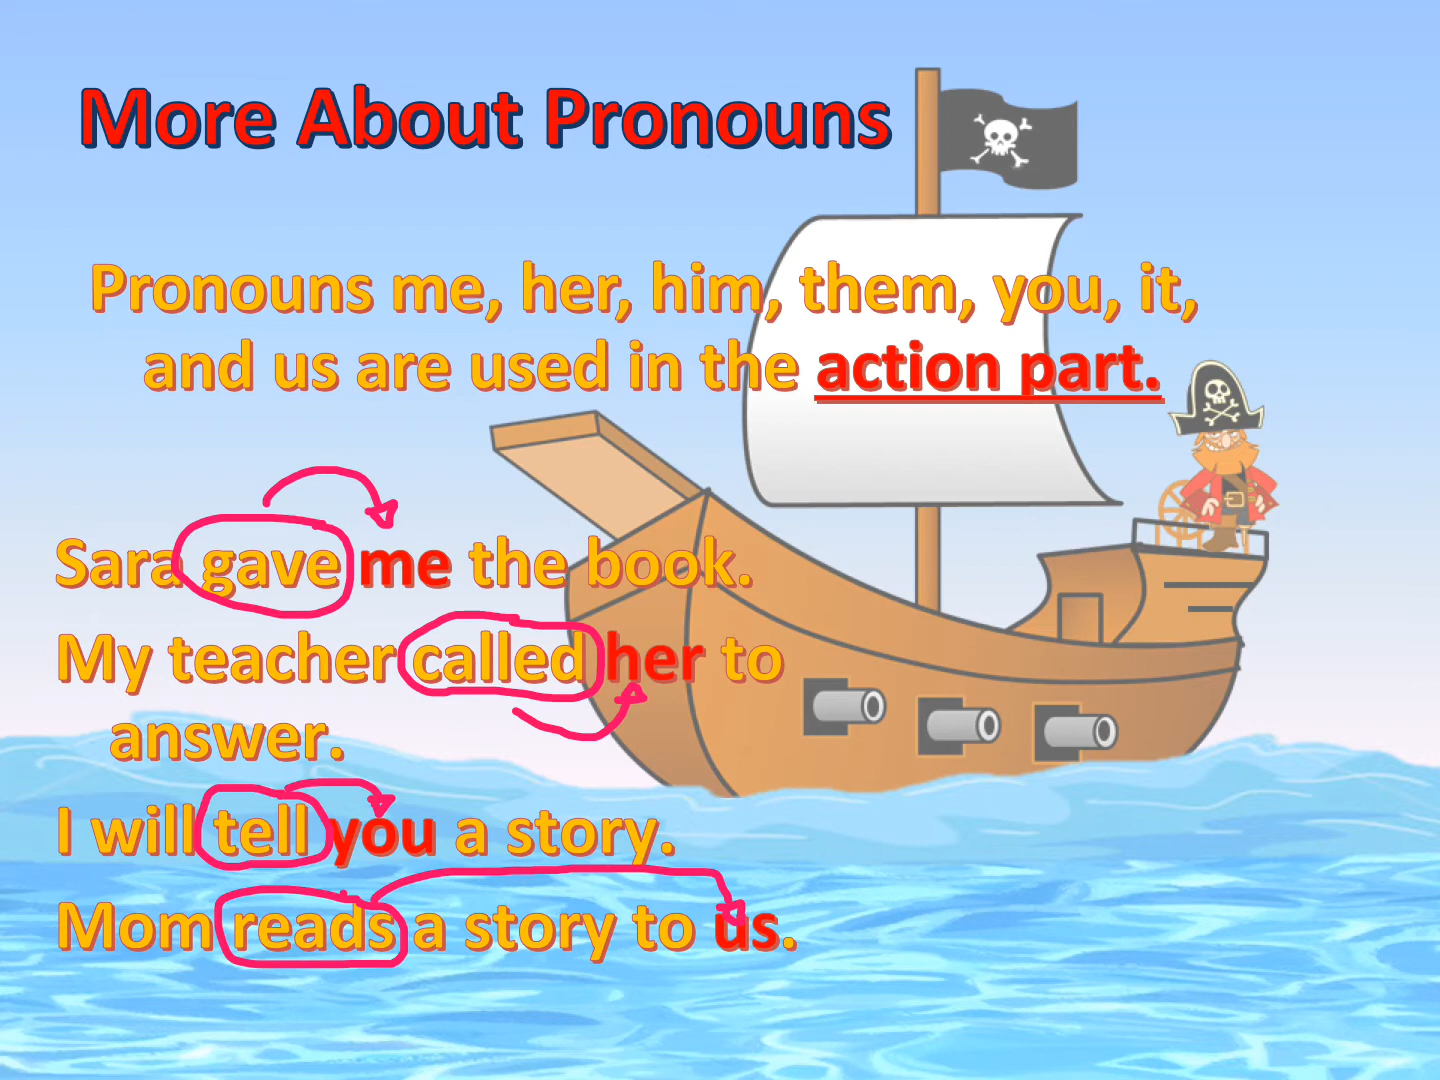 More About Pronouns
Pronouns me, her, him, them, you, it,
and us are used in the action part.
Sara gave me the book.
My teacher called her to
answer.
I will tell you a story.
Mom reads a story to us.